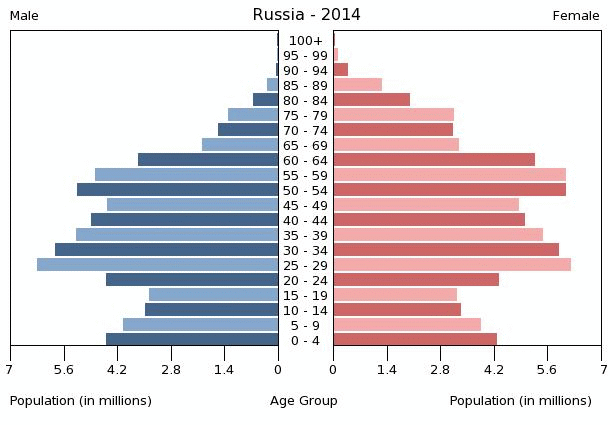 Male Russia - 2014 Female
100+
95 - 99
90 - 94
85 - 89
80 - 84
75 - 79
70 - 74
65 - 69
60 - 64
55 - 59
50 - 54
45 - 49
40 - 44
35 - 39
30 - 34
25 - 29
20 - 24
15 - 19
10 - 14
5 - 9
0 - 4
7 5.6 4.2 2.8 1.4 0 0 1.4 2.8 4.2 5.6 7
Population (in millions) Age Group Population (in millions)